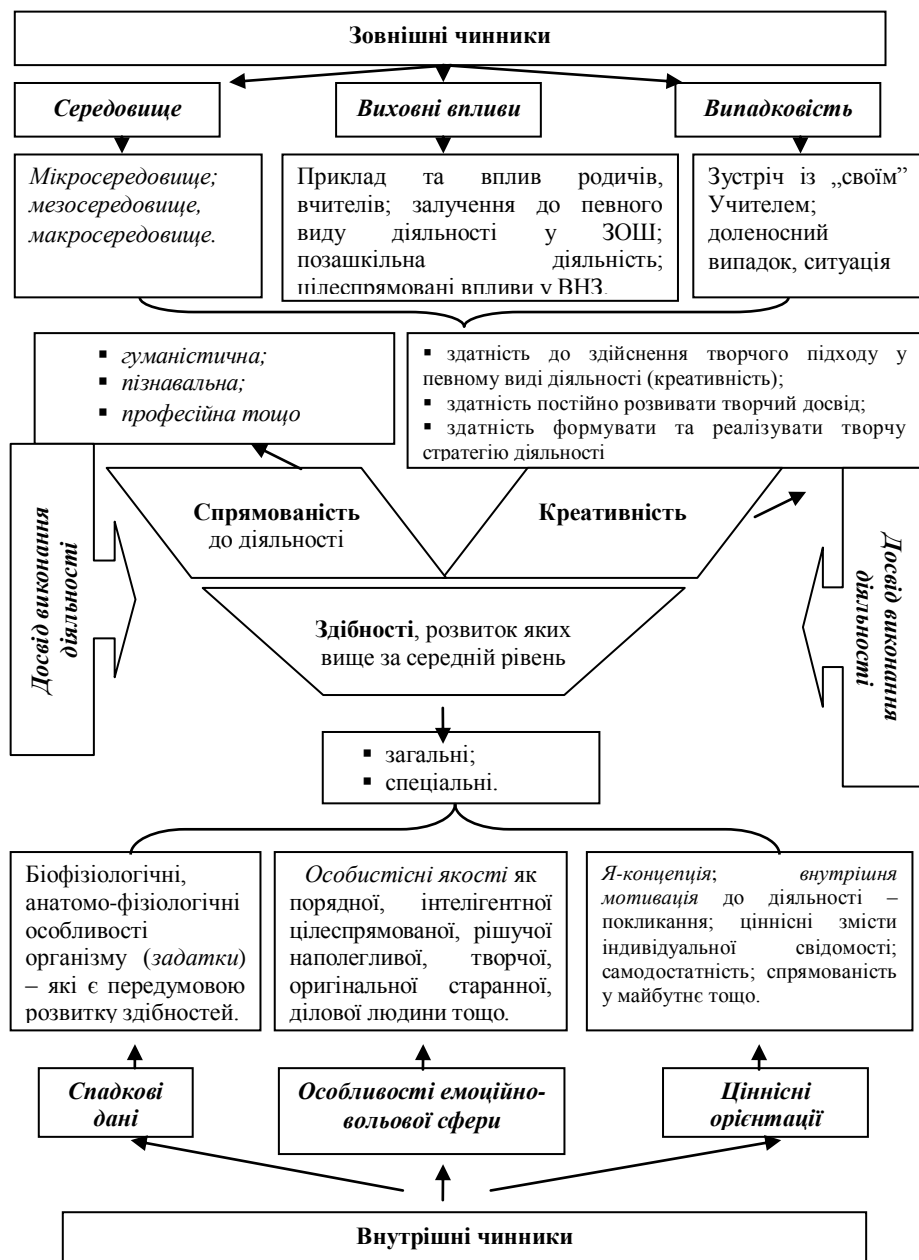 Зовнішні чинники
Середовище
Виховні впливи
Випадковість
Мікросередовище;
мезосередовище,
макросередовище.
Приклад та вплив родичів,
вчителів; залучення до певного
виду діяльності у ЗОШ;
позашкільна діяльність;
цілеспрямовані впливи у ВНЗ.
Зустріч із „своїм”
Учителем;
доленосний
випадок, ситуація
▪ гуманістична;
▪ пізнавальна;
▪ професійна тощо
▪ здатність до здійснення творчого підходу у
певному виді діяльності (креативність);
▪ здатність постійно розвивати творчий досвід;
▪ здатність формувати та реалізувати творчу
стратегію діяльності
Досвід виконання
діяльності
Спрямованість
до діяльності
Креативність
Досвід виконання
діяльності
Здібності, розвиток яких
вище за середній рівень
▪ загальні;
▪ спеціальні.
Біофізіологічні,
анатомо-фізіологічні
особливості
організму (задатки)
– які є передумовою
розвитку здібностей.
Особистісні якості як
порядної, інтелігентної
цілеспрямованої, рішучої
наполегливої, творчої,
оригінальної старанної,
ділової людини тощо.
Я-концепція; внутрішня
мотивація до діяльності –
покликання; ціннісні змісти
індивідуальної свідомості;
самодостатність; спрямованість
у майбутнє тощо.
Спадкові
дані
Особливості емоційно-
вольової сфери
Ціннісні
орієнтації
Внутрішні чинники